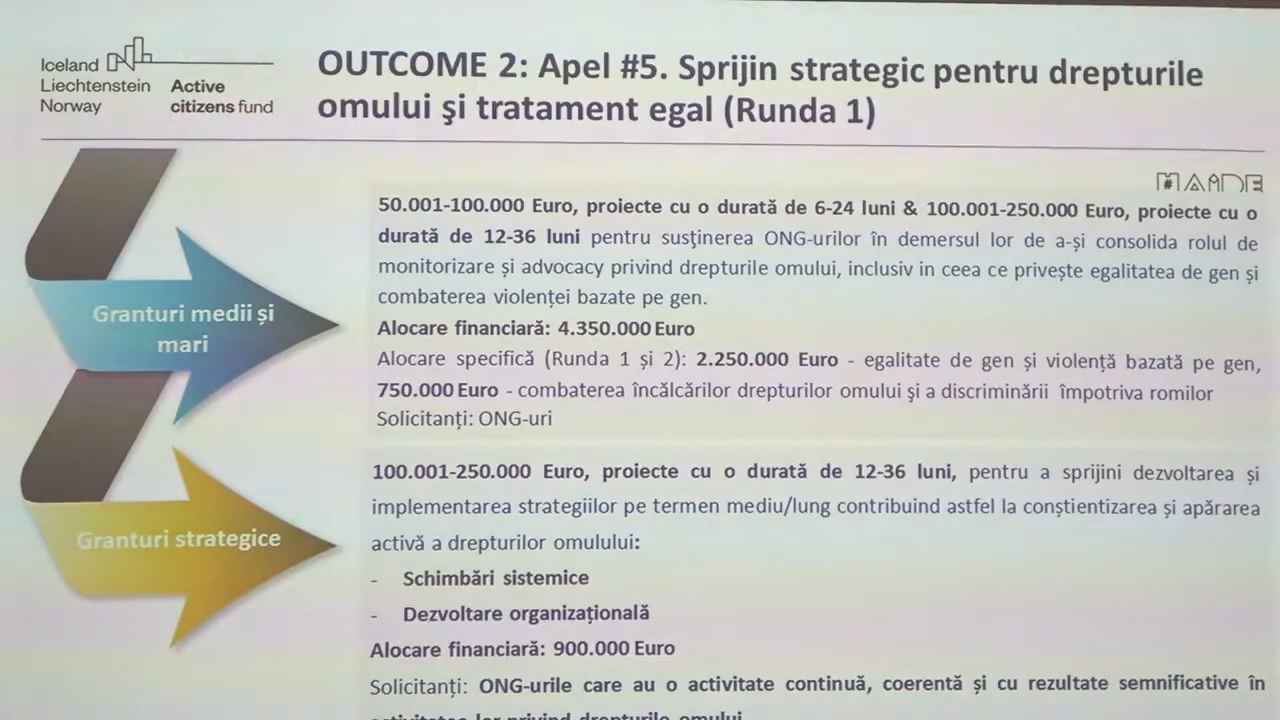 Iceland
Liechtenstein
Norway
Active
citizens fund
OUTCOME 2: Apel #5. Sprijin strategic pentru drepturile
omului şi tratament egal (Runda 1)
50.001-100.000 Euro, proiecte cu o durată de 6-24 luni & 100.001-250.000 Euro, proiecte cu o
durată de 12-36 luni pentru susţinerea ONG-urilor în demersul lor de a-și consolida rolul de
monitorizare și advocacy privind drepturile omului, inclusiv in ceea ce privește egalitatea de gen și
combaterea violenței bazate pe gen.
Alocare financiară: 4.350.000 Euro
Alocare specifică (Runda 1 și 2): 2.250.000 Euro - egalitate de gen și violență bazată pe gen,
750.000 Euro - combaterea încălcărilor drepturilor omului şi a discriminării împotriva romilor
Solicitanți: ONG-uri
Granturi medii și
mari
100.001-250.000 Euro, proiecte cu o durată de 12-36 luni, pentru a sprijini dezvoltarea și
implementarea strategiilor pe termen mediu/lung contribuind astfel la conștientizarea și apărarea
activă a drepturilor omulului:
- Schimbări sistemice
- Dezvoltare organizațională
Alocare financiară: 900.000 Euro
Solicitanți: ONG-urile care au o activitate continuă, coerentă și cu rezultate semnificative în
activitatea lor privind drepturile omului
Granturi strategice